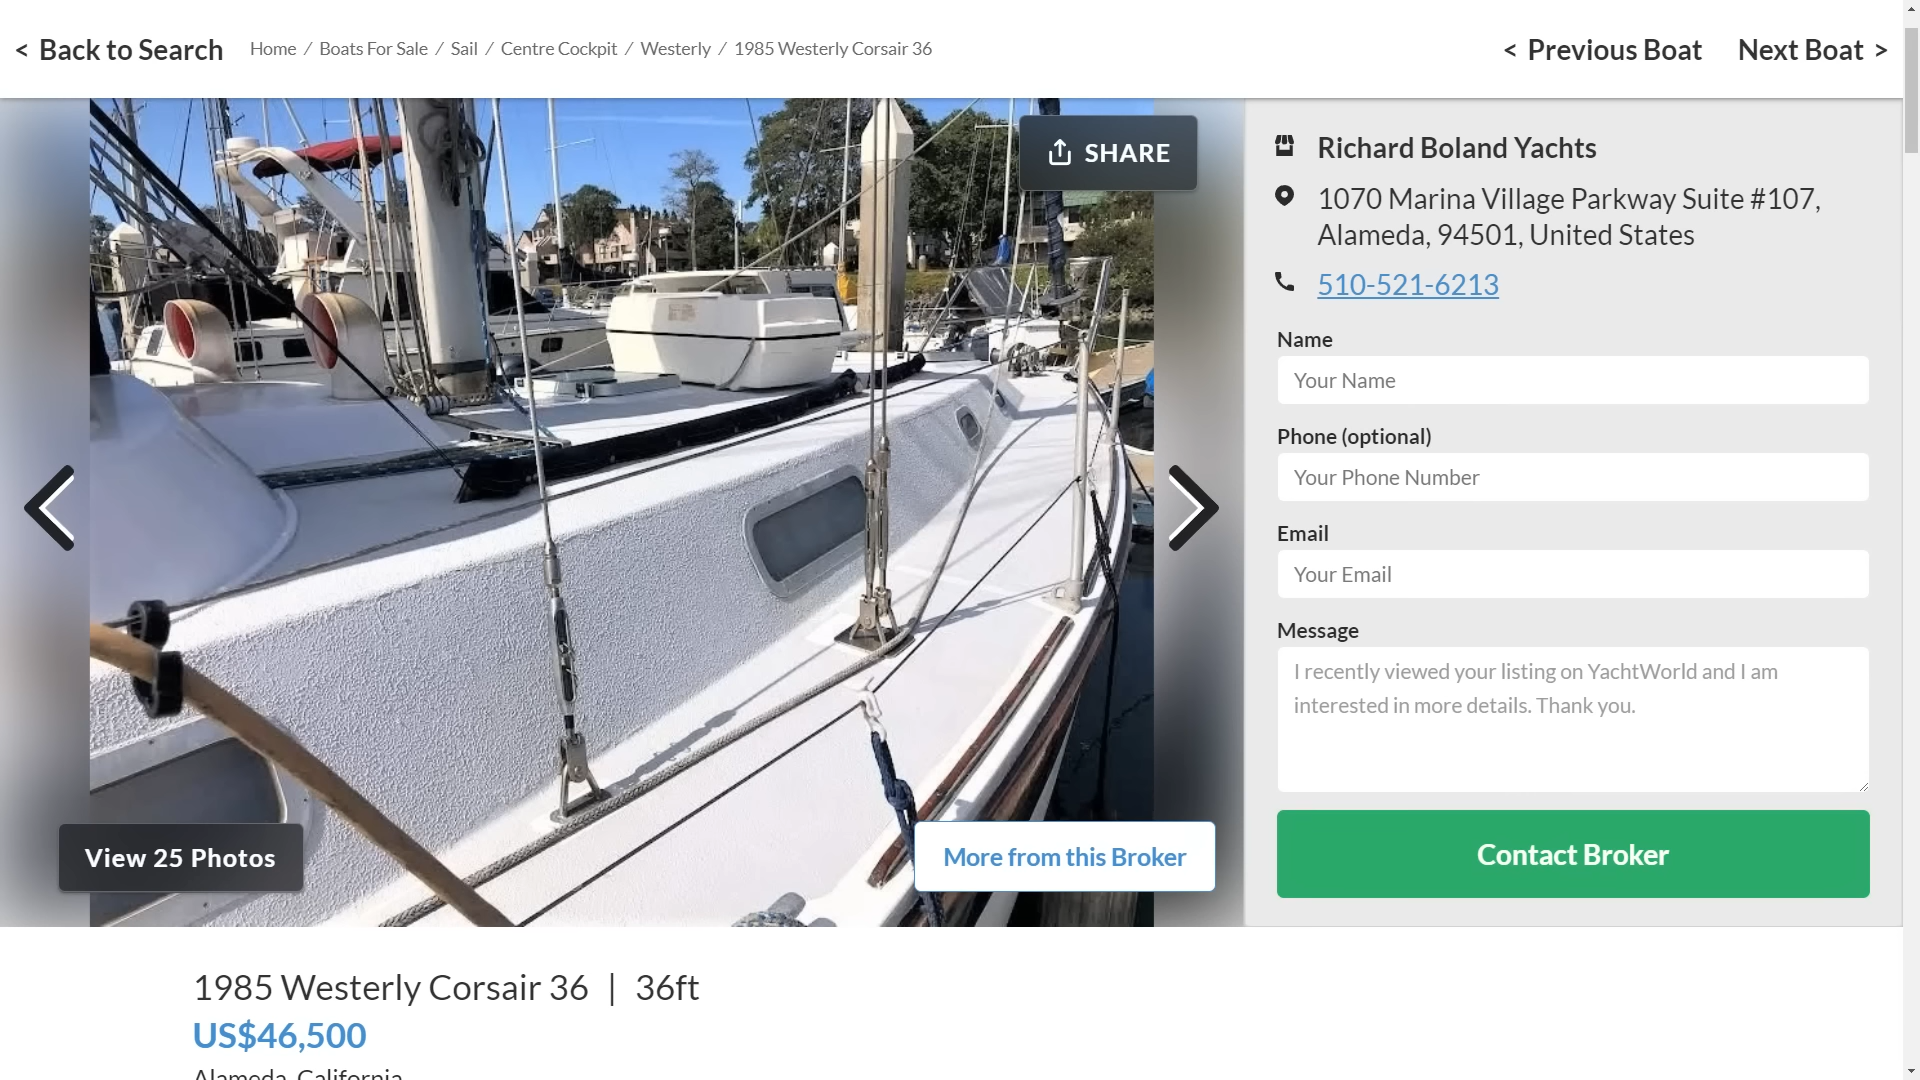 < Back to Search
Home / Boats For Sale / Sail / Centre Cockpit / Westerly / 1985 Westerly Corsair 36
< Previous Boat
Next Boat >
SHARE
View 25 Photos
More from this Broker
Richard Boland Yachts
1070 Marina Village Parkway Suite #107,
Alameda, 94501, United States
510-521-6213
Name
Your Name
Phone (optional)
Your Phone Number
Email
Your Email
Message
I recently viewed your listing on YachtWorld and I am
interested in more details. Thank you.
Contact Broker
1985 Westerly Corsair 36 | 36ft
US$46,500
Alameda, California